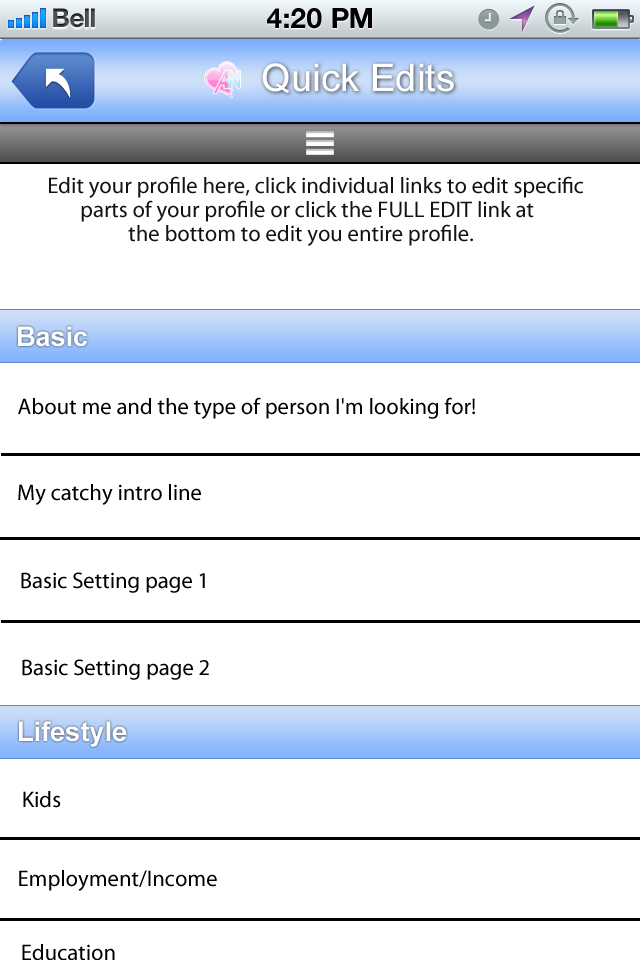 Bell 4:20 PM
Quick Edits
Edit your profile here, click individual links to edit specific
parts of your profile or click the FULL EDIT link at
the bottom to edit you entire profile.
Basic
About me and the type of person I'm looking for!
My catchy intro line
Basic Setting page 1
Basic Setting page 2
Lifestyle
Kids
Employment/Income
Education